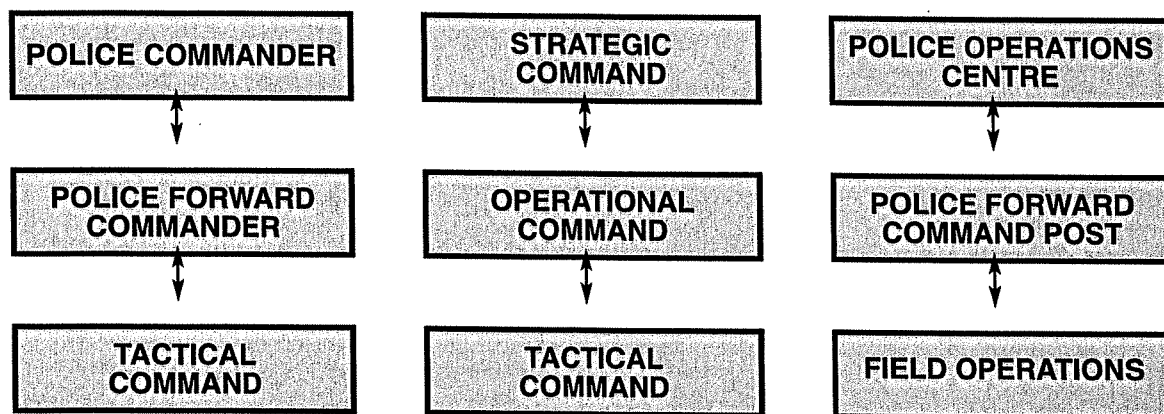 POLICE COMMANDER
STRATEGIC
COMMAND
POLICE OPERATIONS
CENTRE
POLICE FORWARD
COMMANDER
OPERATIONAL
COMMAND
POLICE FORWARD
COMMAND POST
TACTICAL
COMMAND
TACTICAL
COMMAND
FIELD OPERATIONS